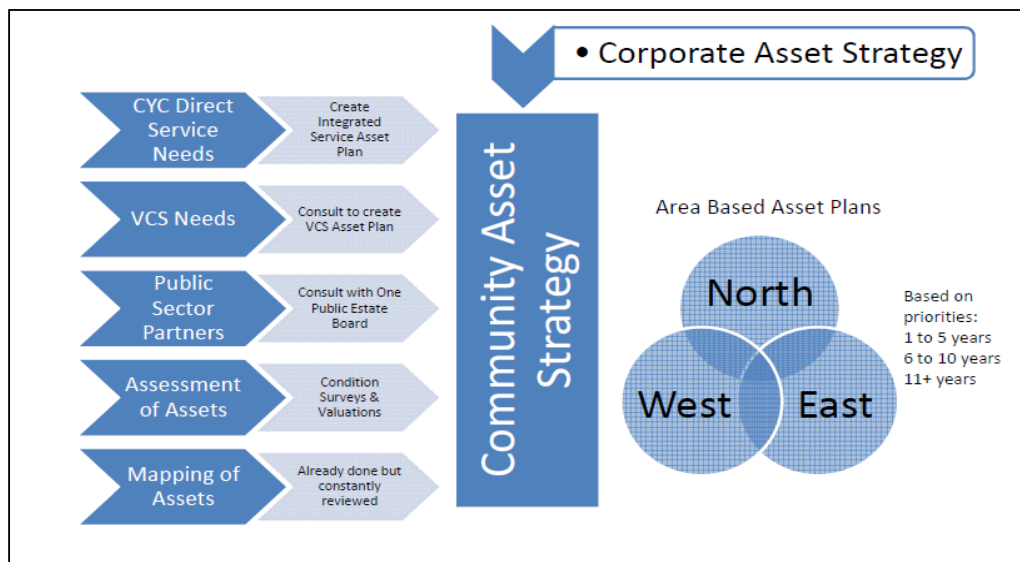 • Corporate Asset Strategy
CYC Direct
Service
Needs
Create
Integrated
Service Asset
Plan
VCS Needs
Consult to create
VCS Asset Plan
Public
Sector
Partners
Consult with One
Public Estate
Board
Assessment
of Assets
Condition
Surveys &
Valuations
Mapping of
Assets
Already done but
constantly
reviewed
Community Asset
Strategy
Area Based Asset Plans
North
West
East
Based on
priorities:
1 to 5 years
6 to 10 years
11+ years